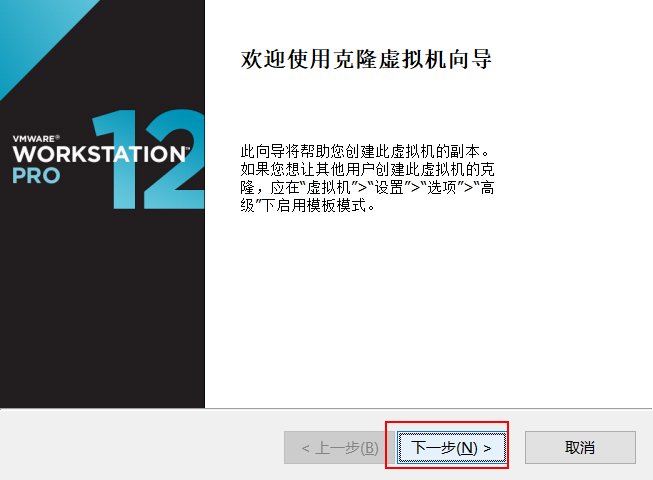 欢迎使用克隆虚拟机向导
VMWARE®
WORKSTATION™
PRO
12
此向导将帮助您创建此虚拟机的副本。
如果您想让其他用户创建此虚拟机的克
隆，应在“虚拟机”>“设置”>“选项”>“高
级”下启用模板模式。
< 上一步(B)
下一步(N) >
取消